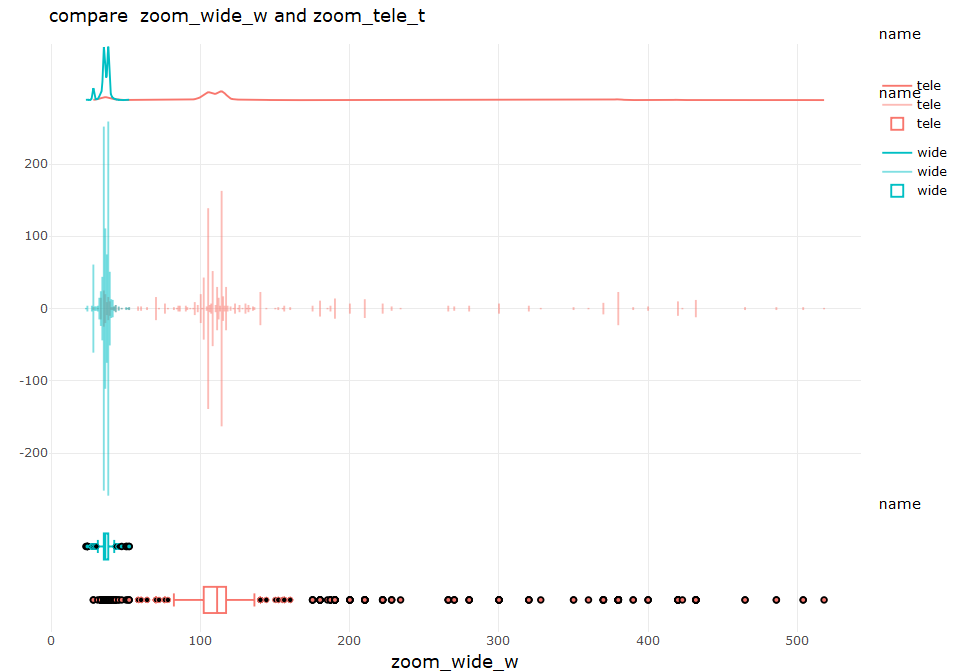 compare  zoom_wide_w and zoom_tele_t
name
tele
name
tele
tele
wide
wide
wide
200
100
0
-100
-200
name
0 100 200 300 400 500
zoom_wide_w